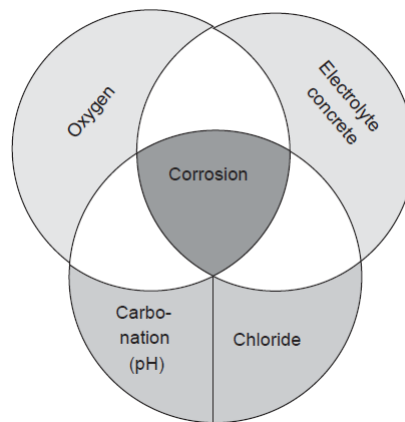 Oxygen
Electrolyte
concrete
Corrosion
Carbo-
nation
(pH)
Chloride